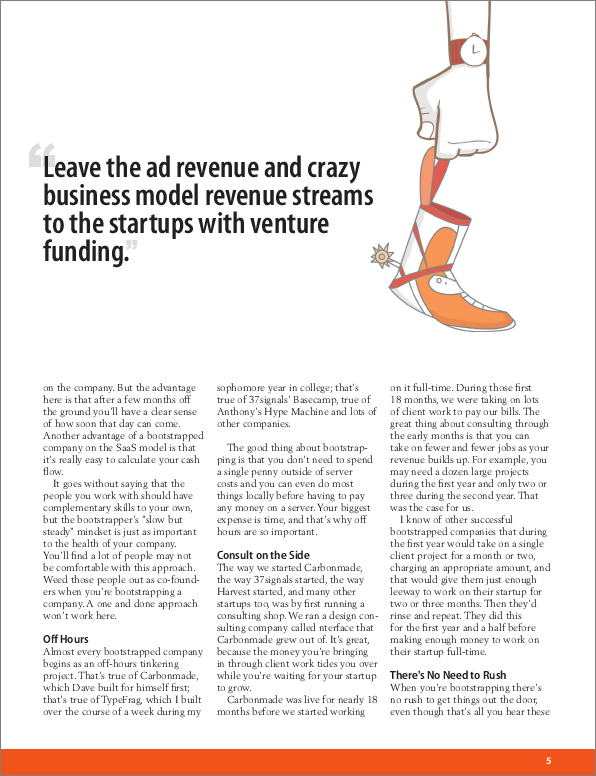 “Leave the ad revenue and crazy
business model revenue streams
to the startups with venture
funding.”
on the company. But the advantage
here is that after a few months off
the ground you'll have a clear sense
of how soon that day can come.
Another advantage of a bootstrapped
company on the SaaS model is that
it's really easy to calculate your cash
flow.
It goes without saying that the
people you work with should have
complementary skills to your own,
but the bootstrapper's "slow but
steady" mindset is just as important
to the health of your company.
You'll find a lot of people may not
be comfortable with this approach.
Weed those people out as co-found-
ers when you're bootstrapping a
company. A one and done approach
won't work here.
Off Hours
Almost every bootstrapped company
begins as an off-hours tinkering
project. That's true of Carbonmade,
which Dave built for himself first;
that's true of TypeFrag, which I built
over the course of a week during my
sophomore year in college; that's
true of 37signals' Basecamp, true of
Anthony's Hype Machine and lots of
other companies.
The good thing about bootstrap-
ping is that you don't need to spend
a single penny outside of server
costs and you can even do most
things locally before having to pay
any money on a server. Your biggest
expense is time, and that's why off
hours are so important.
Consult on the Side
The way we started Carbonmade,
the way 37signals started, the way
Harvest started, and many other
startups too, was by first running a
consulting shop. We ran a design con-
sulting company called nterface that
Carbonmade grew out of. It's great,
because the money you're bringing
in through client work tides you over
while you're waiting for your startup
to grow.
Carbonmade was live for nearly 18
months before we started working
on it full-time. During those first
18 months, we were taking on lots
of client work to pay our bills. The
great thing about consulting through
the early months is that you can
take on fewer and fewer jobs as your
revenue builds up. For example, you
may need a dozen large projects
during the first year and only two or
three during the second year. That
was the case for us.
I know of other successful
bootstrapped companies that during
the first year would take on a single
client project for a month or two,
charging an appropriate amount, and
that would give them just enough
leeway to work on their startup for
two or three months. Then they'd
rinse and repeat. They did this
for the first year and a half before
making enough money to work on
their startup full-time.
There's No Need to Rush
When you're bootstrapping there's
no rush to get things out the door,
even though that's all you hear these
5